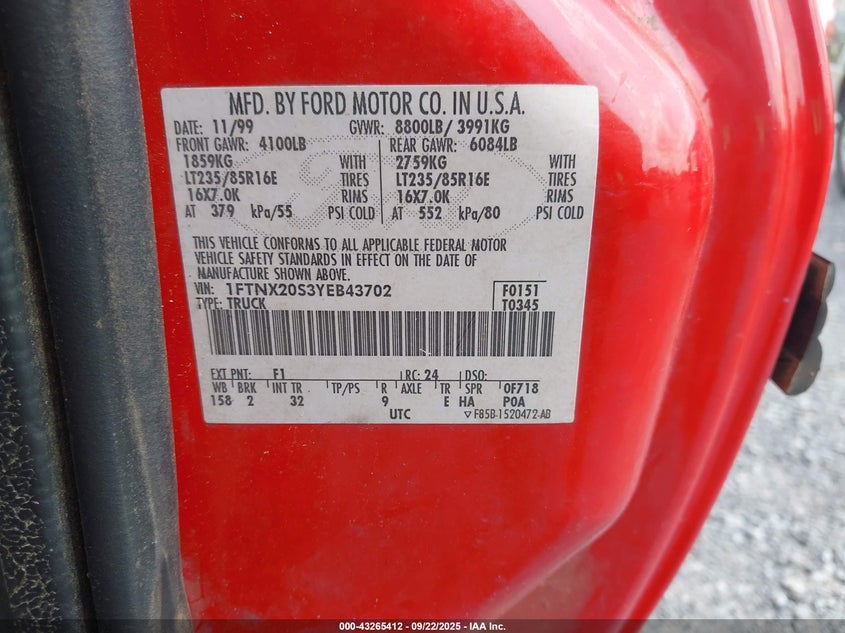 MFD. BY FORD MOTOR CO. IN U.S.A.
DATE: 11/99 GVWR: 8800LB/ 3991KG
FRONT GAWR: 4100LB REAR GAWR: 6084LB
1859KG WITH 2759KG WITH
LT235/85R16E TIRES LT235/85R16E TIRES
16X7.0K RIMS 16X7.0K RIMS
AT 379 kPa/55 PSI COLD AT 552 kPa/80 PSI COLD
THIS VEHICLE CONFORMS TO ALL APPLICABLE FEDERAL MOTOR
VEHICLE SAFETY STANDARDS IN EFFECT ON THE DATE OF
MANUFACTURE SHOWN ABOVE.
VIN: 1FTNX20S3YEB43702 F0151
TYPE: TRUCK T0345
EXT PNT: F1 RC: 24 DSO:
WB BRK INT TR TP/PS R AXLE TR SPR 0F718
158 2 32 9 E HA P0A
UTC ▽ F85B-1520472-AB
000-43265412 - 09/22/2025 - IAA Inc.